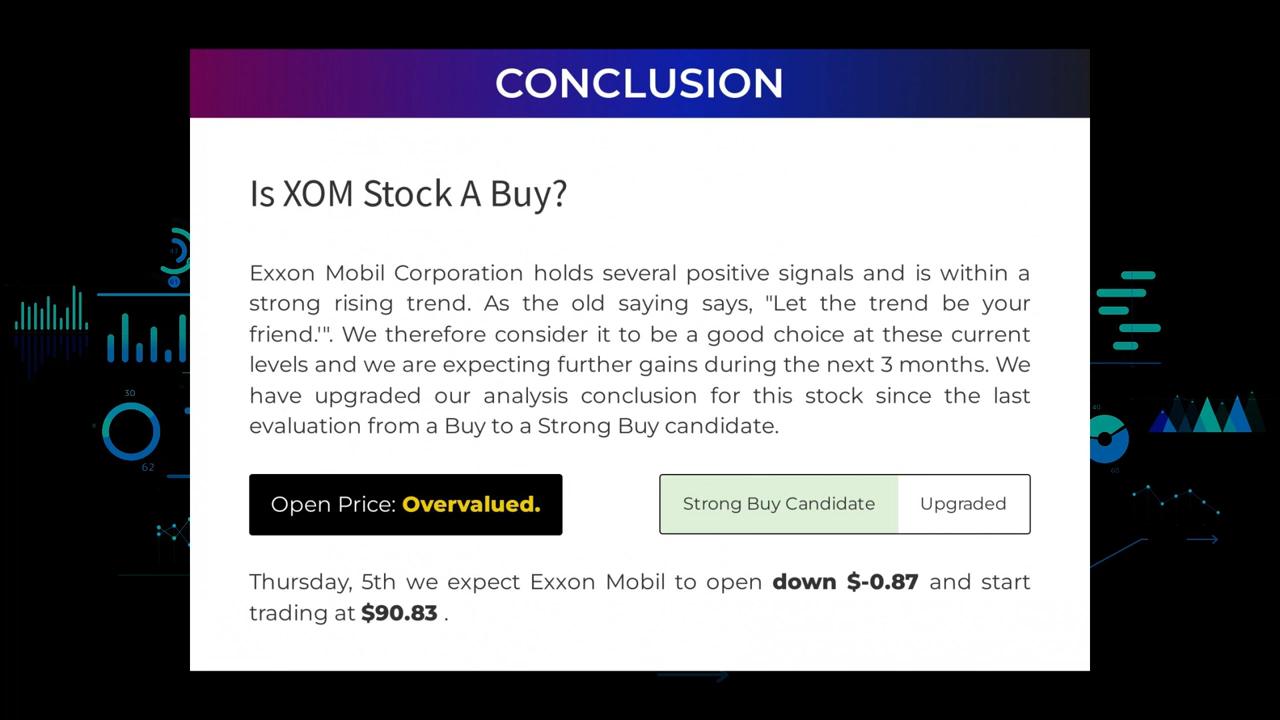 CONCLUSION
Is XOM Stock A Buy?
Exxon Mobil Corporation holds several positive signals and is within a
strong rising trend. As the old saying says, "Let the trend be your
friend.'". We therefore consider it to be a good choice at these current
levels and we are expecting further gains during the next 3 months. We
have upgraded our analysis conclusion for this stock since the last
evaluation from a Buy to a Strong Buy candidate.
Open Price: Overvalued.
Strong Buy Candidate Upgraded
Thursday, 5th we expect Exxon Mobil to open down $-0.87 and start
trading at $90.83 .
30
62
40